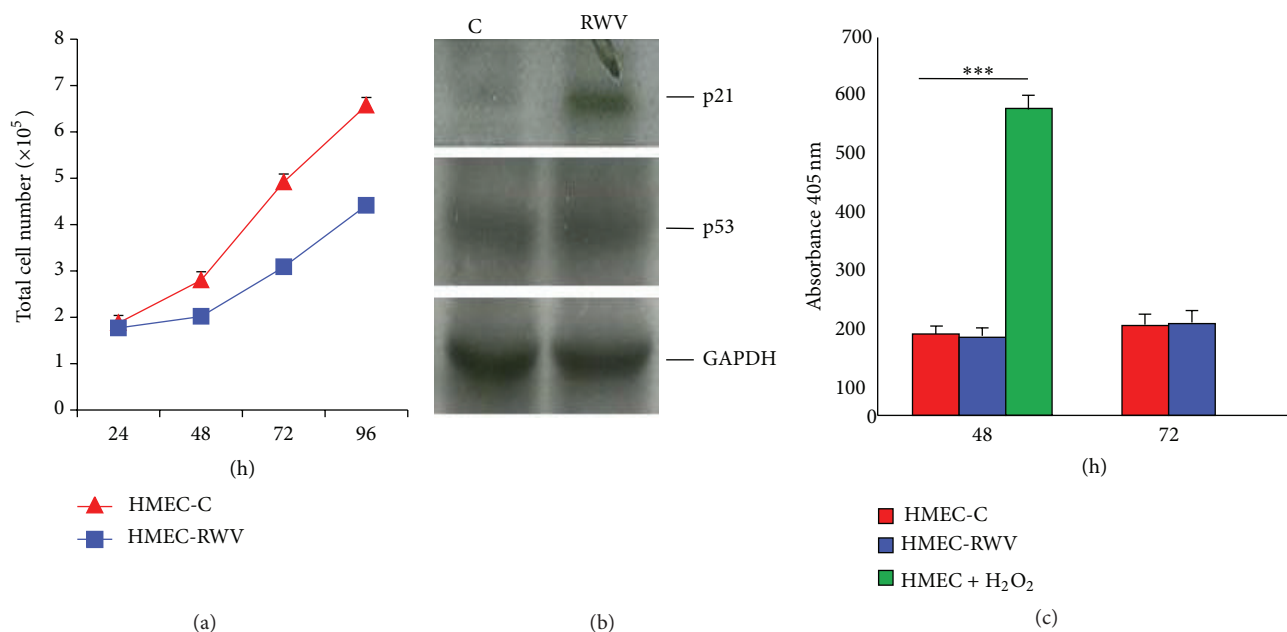 Total cell number (×10⁵)
8
7
6
5
4
3
2
1
0
24 48 72 96
(h)
HMEC-C
HMEC-RWV
(a)
C RWV
p21
p53
GAPDH
(b)
Absorbance 405 nm
700
600
500
400
300
200
100
0
***
48 72
(h)
HMEC-C
HMEC-RWV
HMEC + H₂O₂
(c)